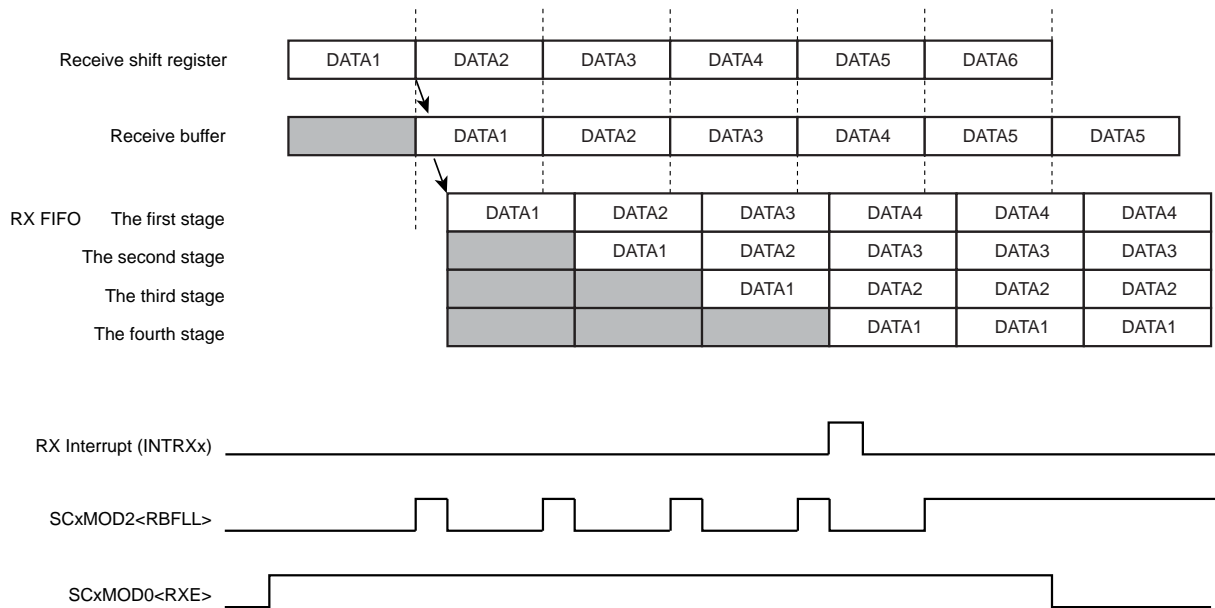 Receive shift register DATA1 DATA2 DATA3 DATA4 DATA5 DATA6
Receive buffer DATA1 DATA2 DATA3 DATA4 DATA5 DATA5
RX FIFO The first stage DATA1 DATA2 DATA3 DATA4 DATA4 DATA4
The second stage DATA1 DATA2 DATA3 DATA3 DATA3
The third stage DATA1 DATA2 DATA2 DATA2
The fourth stage DATA1 DATA1 DATA1
RX Interrupt (INTRXx)
SCxMOD2<RBFLL>
SCxMOD0<RXE>